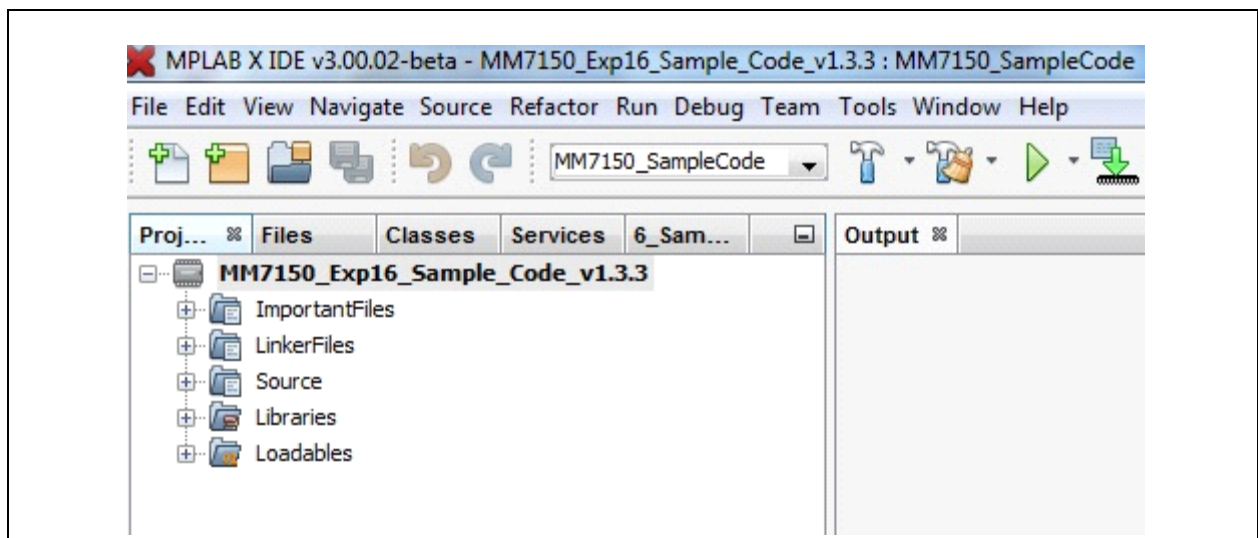 MPLAB X IDE v3.00.02-beta - MM7150_Exp16_Sample_Code_v1.3.3 : MM7150_SampleCode
File Edit View Navigate Source Refactor Run Debug Team Tools Window Help
MM7150_SampleCode
Proj... Files Classes Services 6_Sam... Output
MM7150_Exp16_Sample_Code_v1.3.3
ImportantFiles
LinkerFiles
Source
Libraries
Loadables